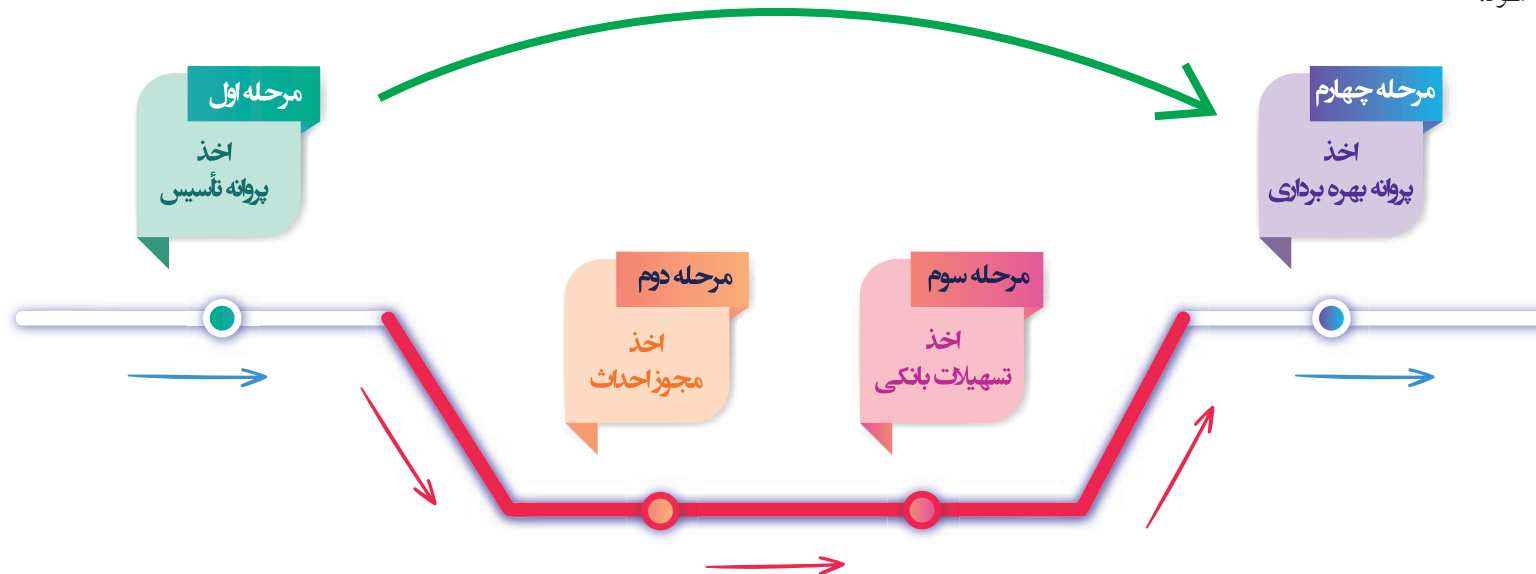 مرحله اول
اخذ
پروانه تأسیس
مرحله دوم
اخذ
مجوز احداث
مرحله سوم
اخذ
تسهیلات بانکی
مرحله چهارم
اخذ
پروانه بهره برداری